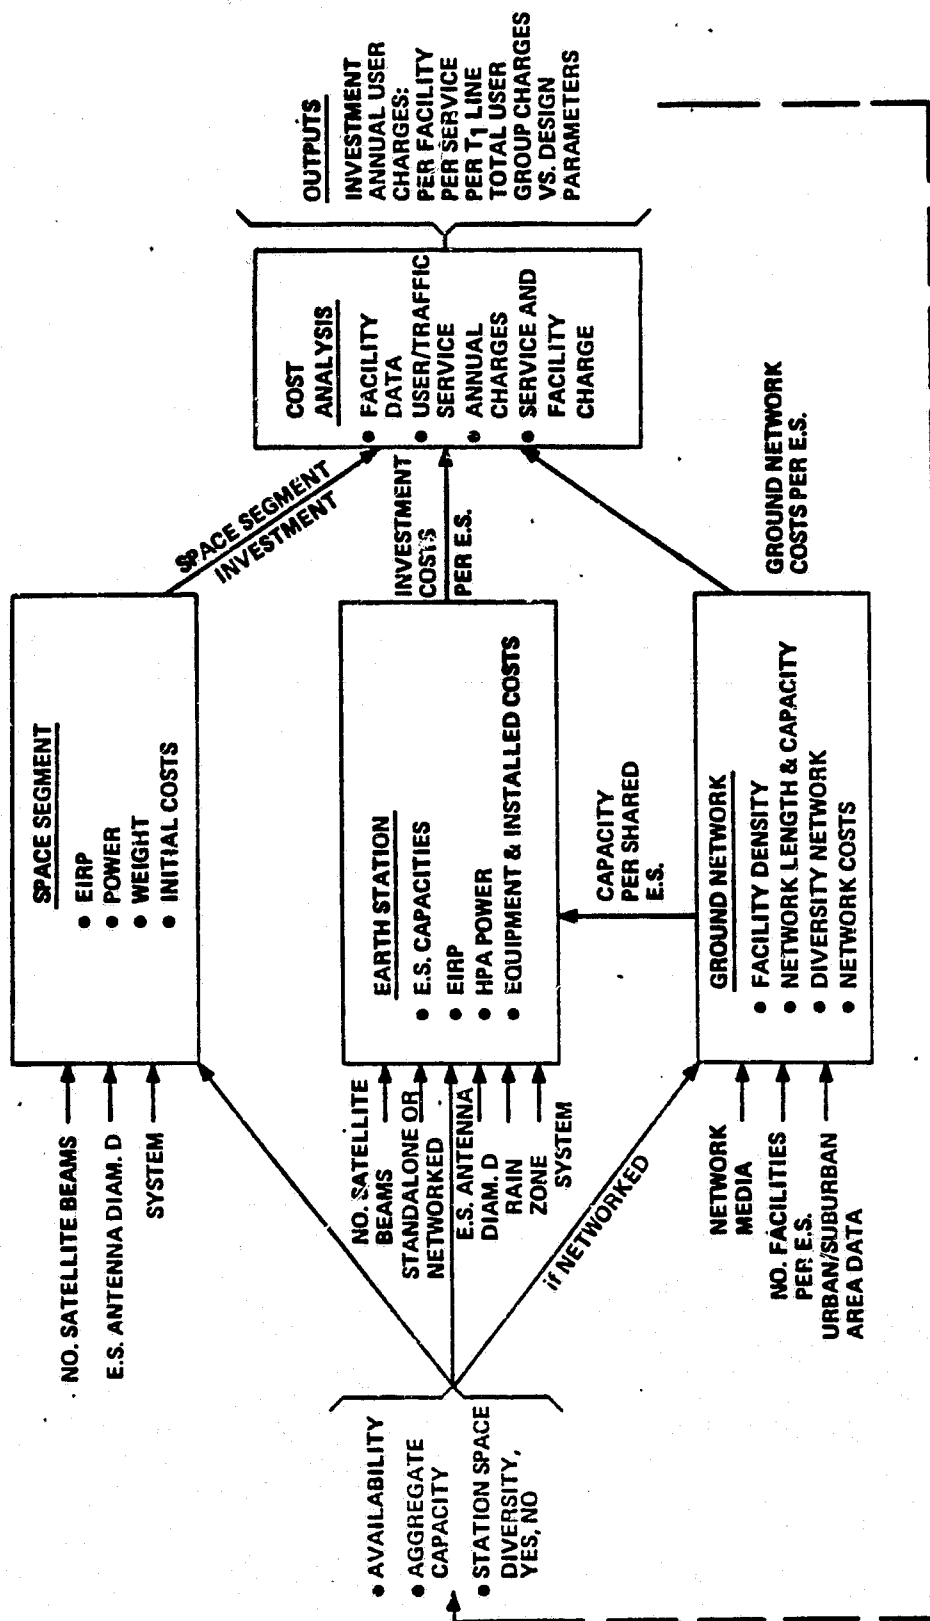 ● AVAILABILITY
● AGGREGATE
CAPACITY
● STATION SPACE
DIVERSITY,
YES, NO
NO. SATELLITE BEAMS
E.S. ANTENNA DIAM. D
SYSTEM
SPACE SEGMENT
● EIRP
● POWER
● WEIGHT
● INITIAL COSTS
SPACE SEGMENT
INVESTMENT
NO. SATELLITE
BEAMS
STANDALONE OR
NETWORKED
E.S. ANTENNA
DIAM. D
RAIN
ZONE
SYSTEM
EARTH STATION
● E.S. CAPACITIES
● EIRP
● HPA POWER
● EQUIPMENT & INSTALLED COSTS
INVESTMENT
COSTS
PER E.S.
if NETWORKED
CAPACITY
PER SHARED
E.S.
NETWORK
MEDIA
NO. FACILITIES
PER E.S.
URBAN/SUBURBAN
AREA DATA
GROUND NETWORK
● FACILITY DENSITY
● NETWORK LENGTH & CAPACITY
● DIVERSITY NETWORK
● NETWORK COSTS
GROUND NETWORK
COSTS PER E.S.
COST
ANALYSIS
● FACILITY
DATA
● USER/TRAFFIC
SERVICE
● ANNUAL
CHARGES
● SERVICE AND
FACILITY
CHARGE
OUTPUTS
INVESTMENT
ANNUAL USER
CHARGES:
PER FACILITY
PER SERVICE
PER T1 LINE
TOTAL USER
GROUP CHARGES
VS. DESIGN
PARAMETERS